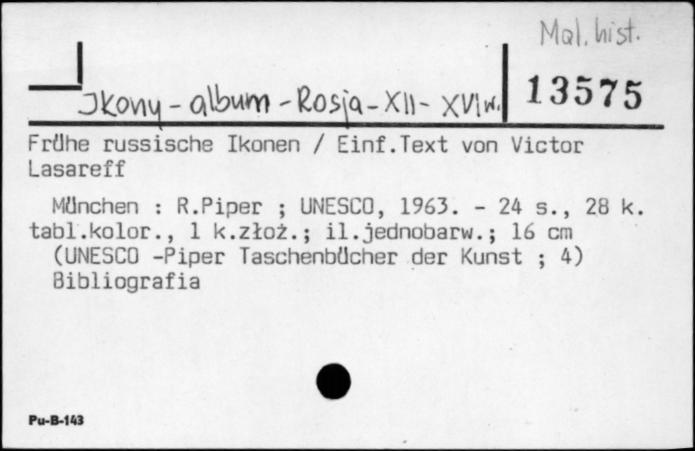 Mal. hist.
Ikony - album - Rosja - XII - XVI w. 13575
Frühe russische Ikonen / Einf.Text von Victor
Lasareff
München : R.Piper ; UNESCO, 1963. - 24 s., 28 k.
tabl.kolor., 1 k.złoż.; il.jednobarw.; 16 cm
(UNESCO -Piper Taschenbücher der Kunst ; 4)
Bibliografia
Pu-B-143